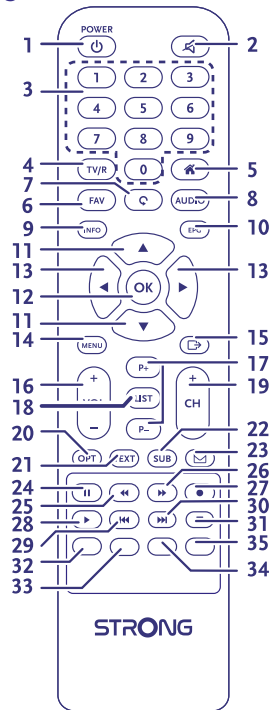 POWER
1 2
1 2 3
3
4 5 6
7 8 9
4 TV/R 0 5
7
6 FAV AUDIO 8
9 INFO EPG 10
11
13 13
12 OK
11
14 MENU 15
P+ 17
16 + + 19
18 LIST CH
P–
– – 22
20 23
OPT TEXT SUB
21 26
24 27
25 30
28 31
29 35
32
33 34
STRONG